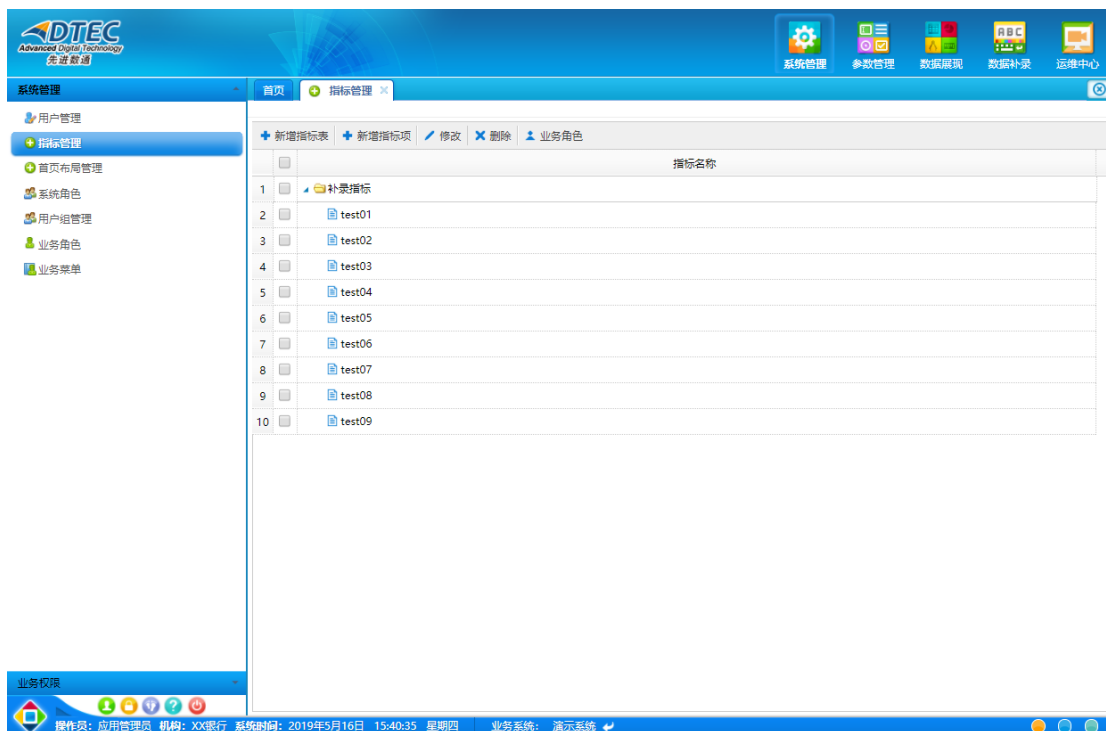 ADTEC
Advanced Digital Technology
先进数通
系统管理 参数管理 数据展现 数据补录 运维中心
系统管理
首页 指标管理
用户管理
指标管理
首页布局管理
系统角色
用户组管理
业务角色
业务菜单
新增指标表 新增指标项 修改 删除 业务角色
指标名称
1 补录指标
2 test01
3 test02
4 test03
5 test04
6 test05
7 test06
8 test07
9 test08
10 test09
业务权限
操作员: 应用管理员 机构: XX银行 系统时间: 2019年5月16日 15:40:35 星期四 业务系统: 演示系统